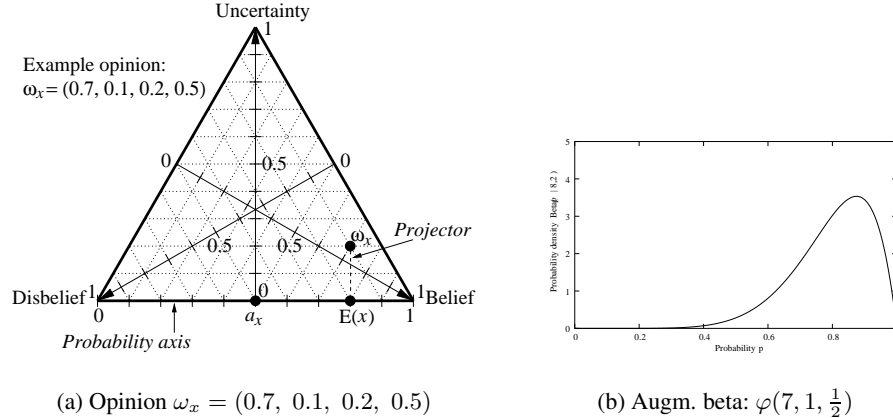 Uncertainty
1
Example opinion:
ωx = (0.7, 0.1, 0.2, 0.5)
0
0.5
0
0.5
0.5
ωx
Projector
Disbelief
1
0
1
Belief
0
ax
E(x)
1
Probability axis
5
4
3
2
1
0
Probability density Beta(p | 8,2 )
0
0.2
0.4
0.6
0.8
Probability p
(a) Opinion ωx = (0.7, 0.1, 0.2, 0.5)
(b) Augm. beta: φ(7, 1, 1/2)